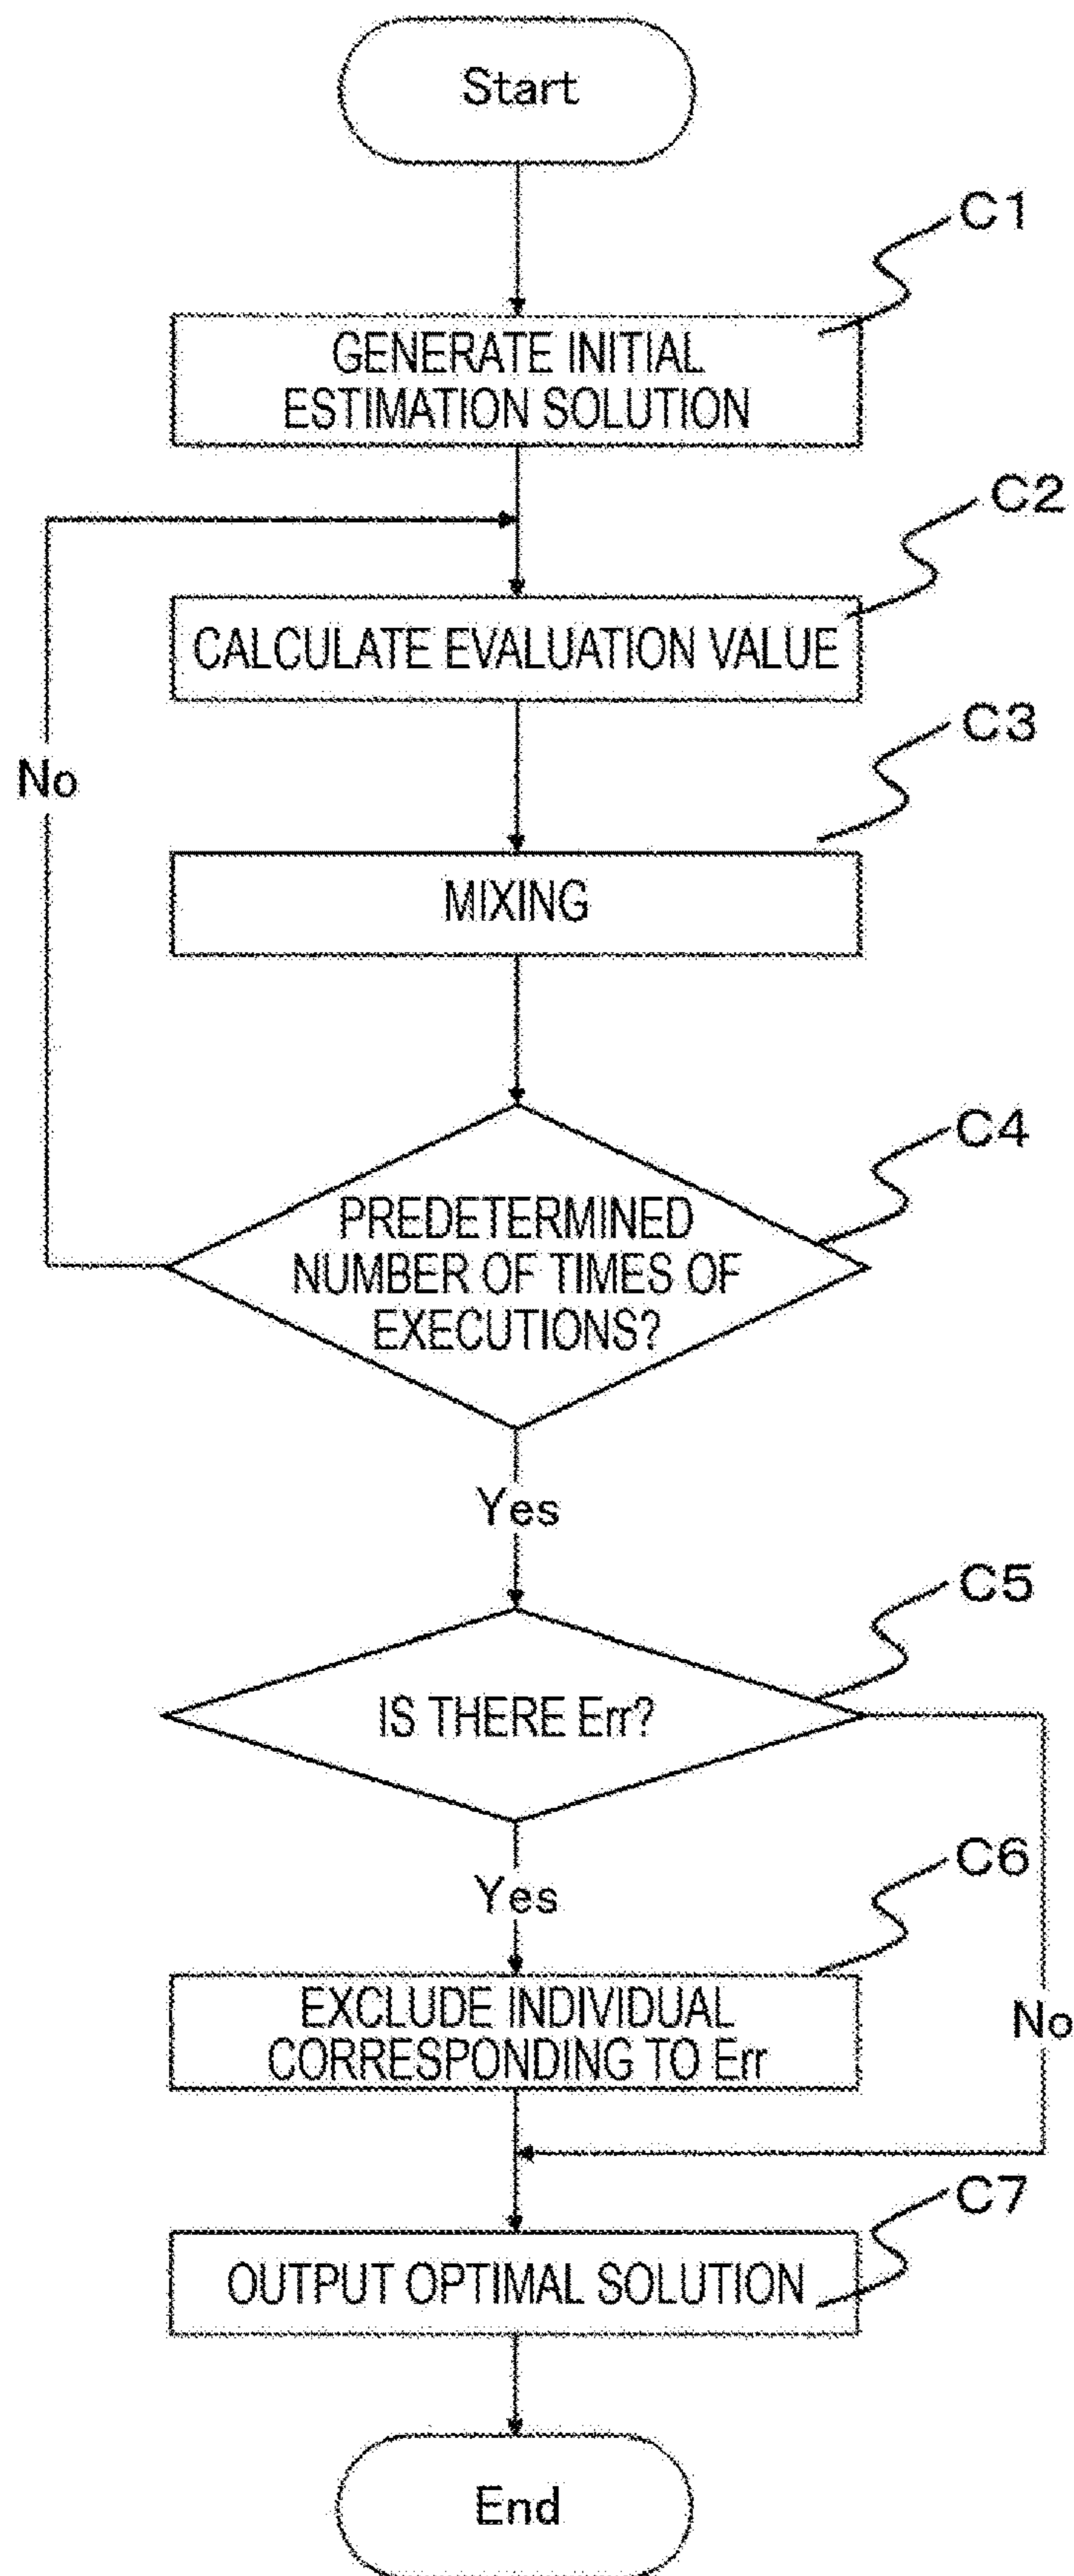 Start
C1
GENERATE INITIAL
ESTIMATION SOLUTION
C2
CALCULATE EVALUATION VALUE
C3
No
MIXING
C4
PREDETERMINED
NUMBER OF TIMES OF
EXECUTIONS?
Yes
C5
IS THERE Err?
C6
Yes
EXCLUDE INDIVIDUAL
CORRESPONDING TO Err
No
C7
OUTPUT OPTIMAL SOLUTION
End